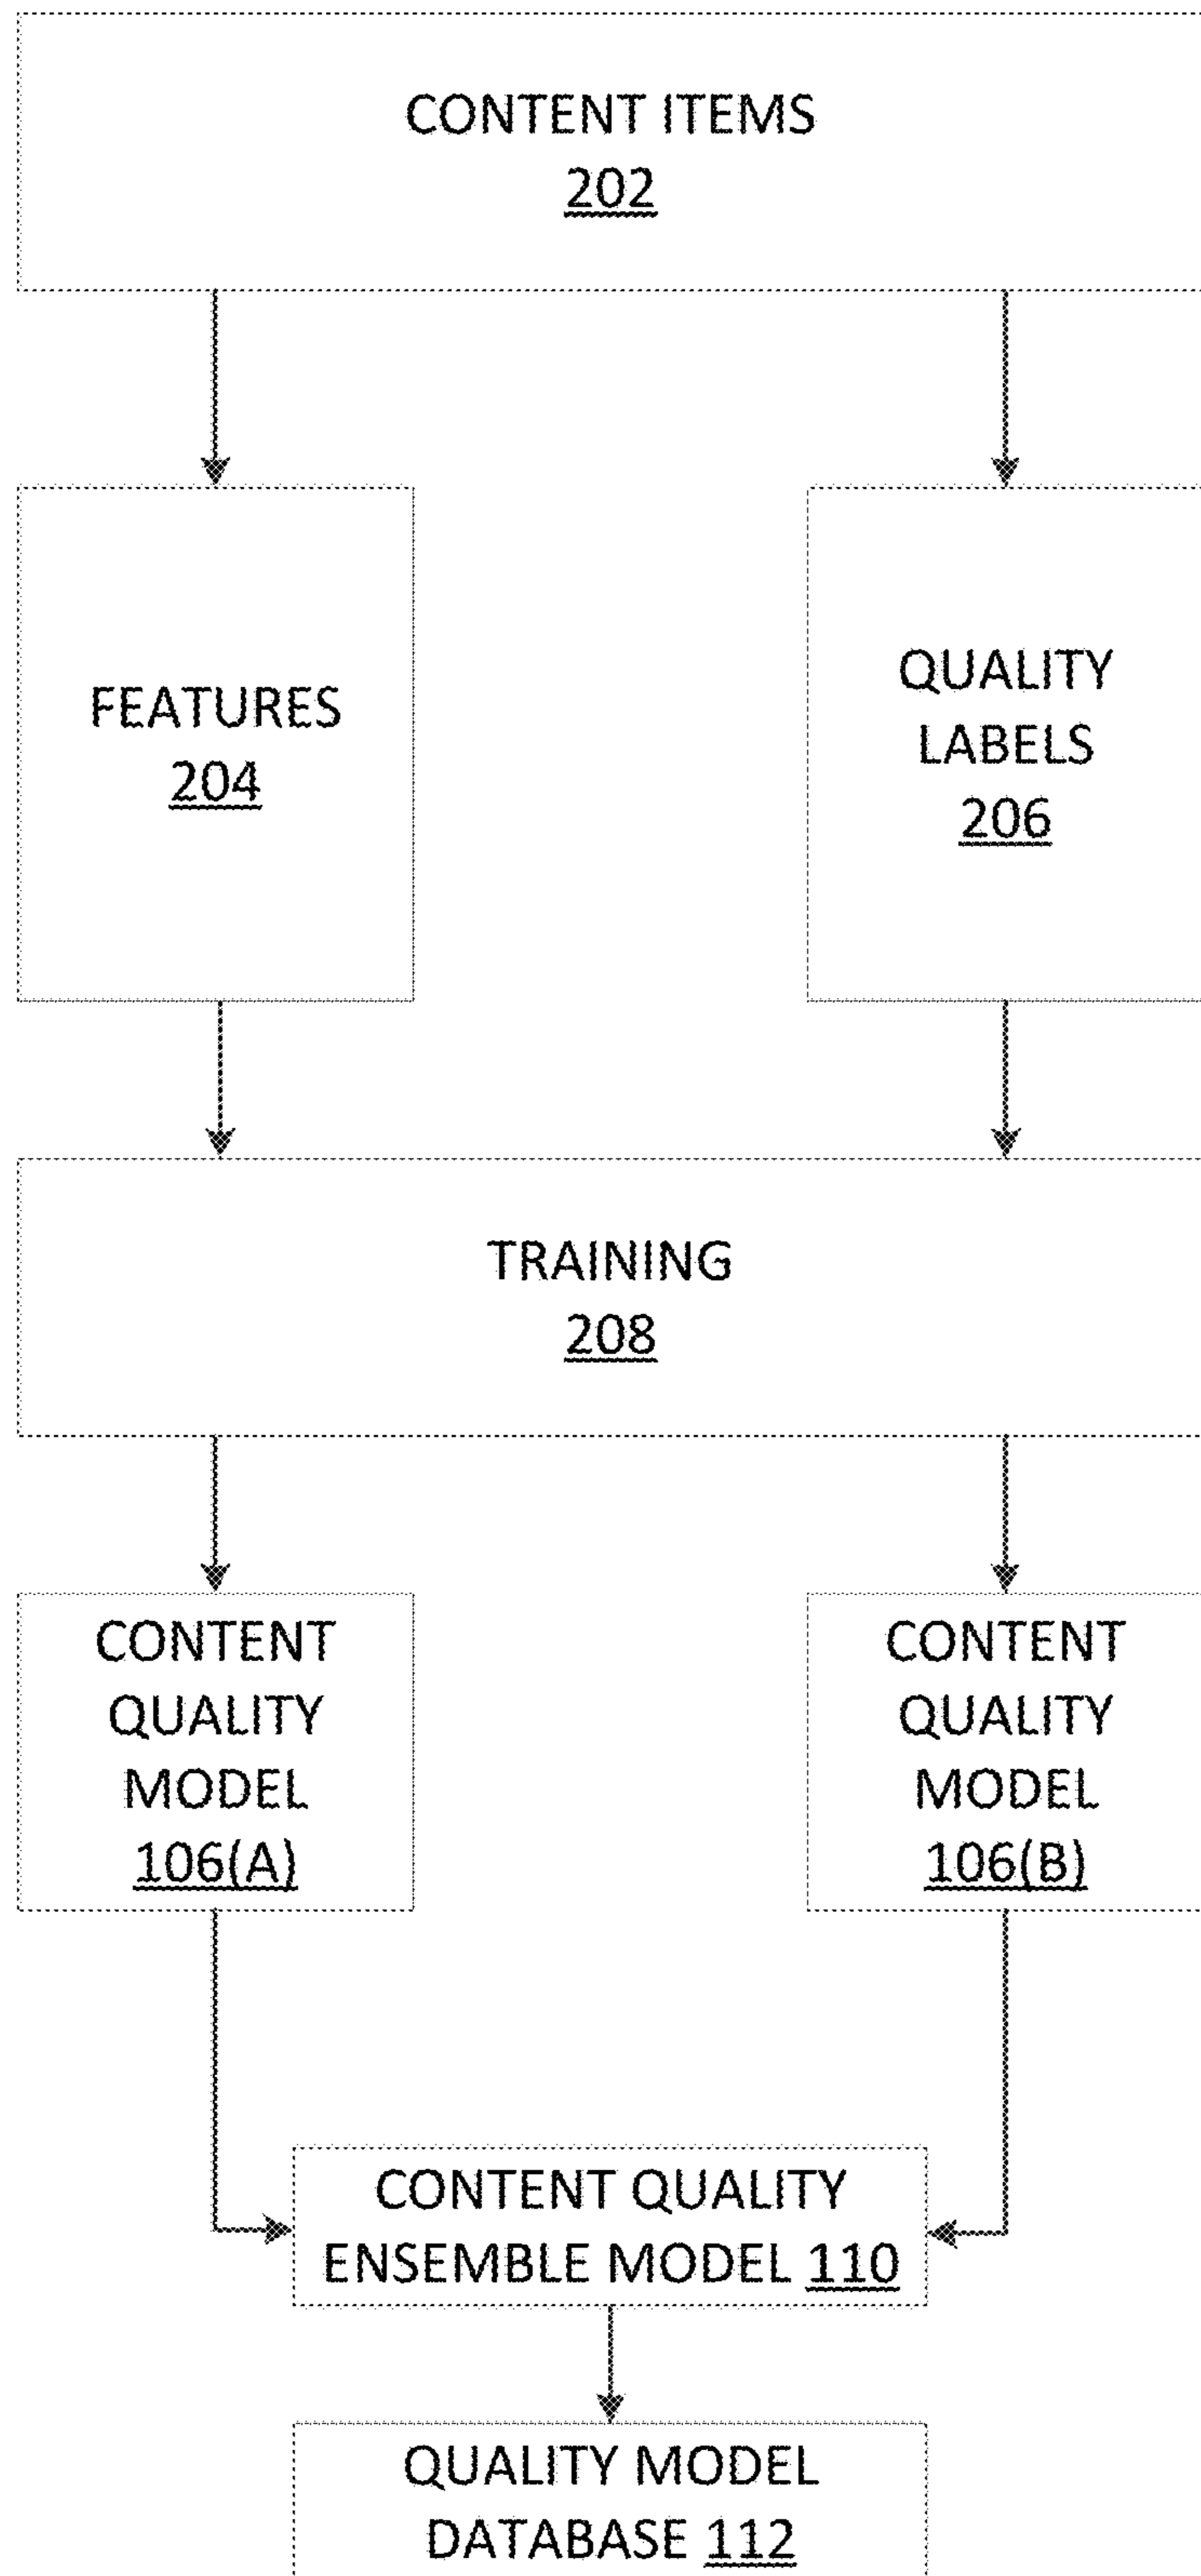 CONTENT ITEMS
202
FEATURES
204
QUALITY
LABELS
206
TRAINING
208
CONTENT
QUALITY
MODEL
106(A)
CONTENT
QUALITY
MODEL
106(B)
CONTENT QUALITY
ENSEMBLE MODEL 110
QUALITY MODEL
DATABASE 112